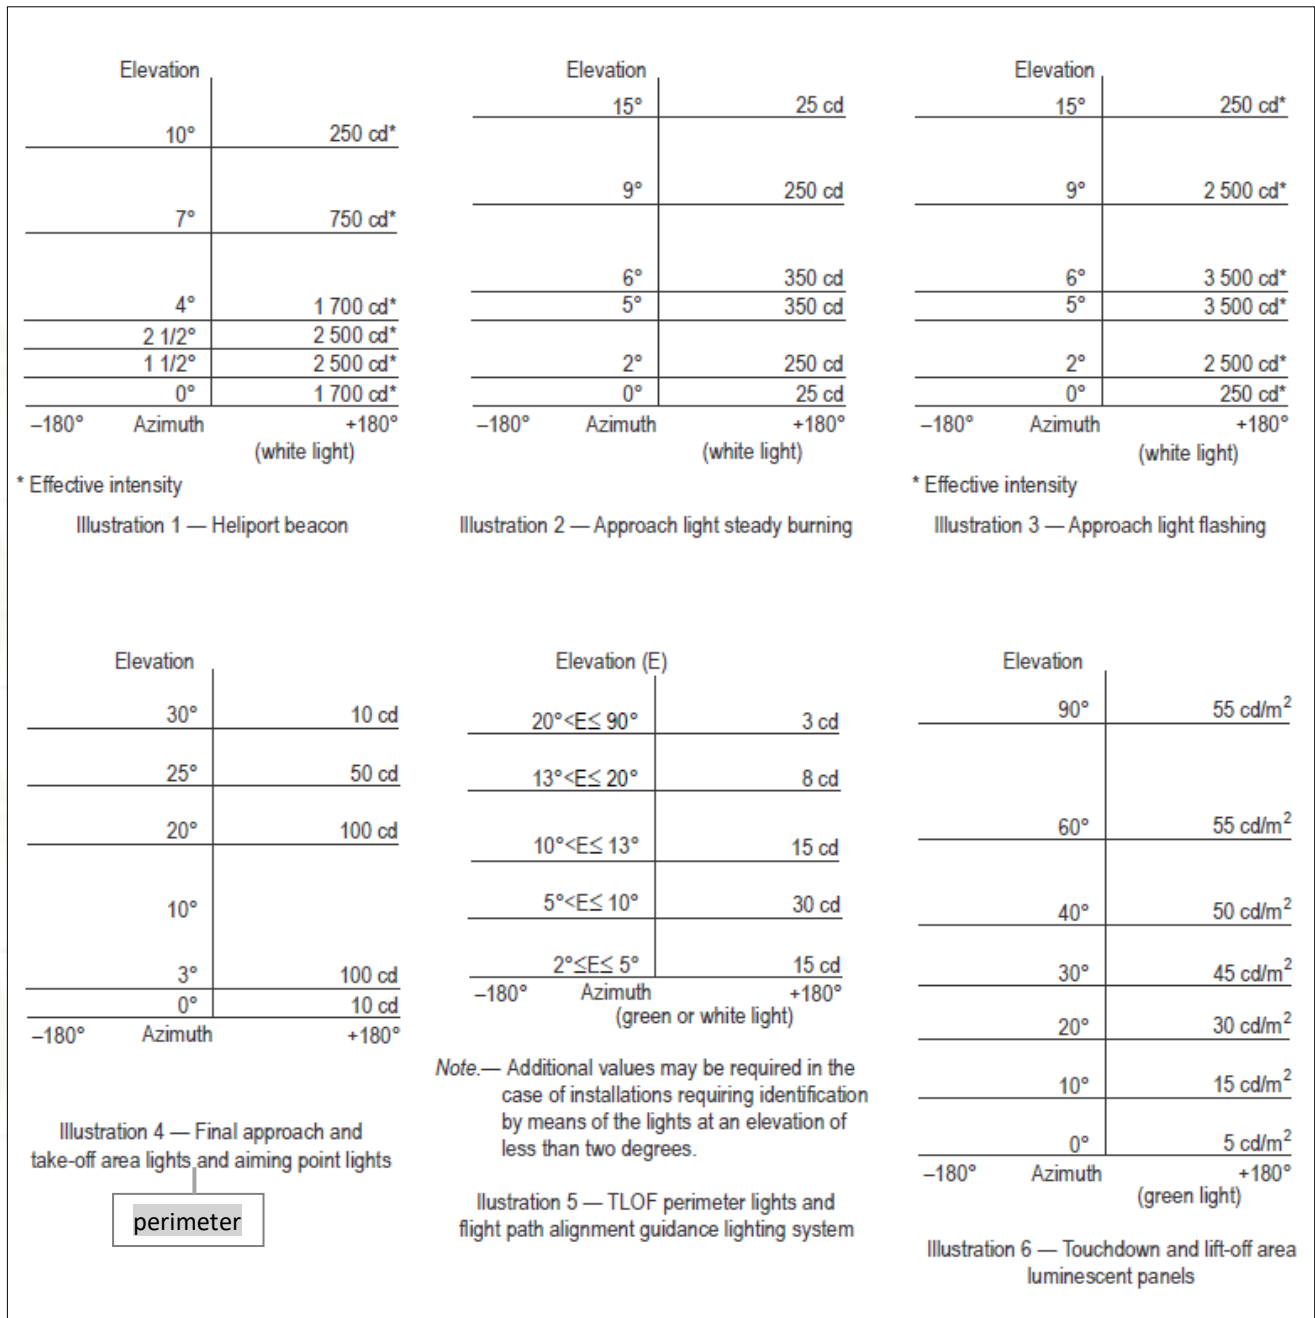 Elevation
10° 250 cd*
7° 750 cd*
4° 1 700 cd*
2 1/2° 2 500 cd*
1 1/2° 2 500 cd*
0° 1 700 cd*
–180° Azimuth +180°
(white light)
* Effective intensity
Illustration 1 — Heliport beacon
Elevation
15° 25 cd
9° 250 cd
6° 350 cd
5° 350 cd
2° 250 cd
0° 25 cd
–180° Azimuth +180°
(white light)
Illustration 2 — Approach light steady burning
Elevation
15° 250 cd*
9° 2 500 cd*
6° 3 500 cd*
5° 3 500 cd*
2° 2 500 cd*
0° 250 cd*
–180° Azimuth +180°
(white light)
* Effective intensity
Illustration 3 — Approach light flashing
Elevation
30° 10 cd
25° 50 cd
20° 100 cd
10°
3° 100 cd
0° 10 cd
–180° Azimuth +180°
Illustration 4 — Final approach and
take-off area lights and aiming point lights
perimeter
Elevation (E)
20°<E≤ 90° 3 cd
13°<E≤ 20° 8 cd
10°<E≤ 13° 15 cd
5°<E≤ 10° 30 cd
2°≤E≤ 5° 15 cd
–180° Azimuth +180°
(green or white light)
Note.— Additional values may be required in the
case of installations requiring identification
by means of the lights at an elevation of
less than two degrees.
Ilustration 5 — TLOF perimeter lights and
flight path alignment guidance lighting system
Elevation
90° 55 cd/m²
60° 55 cd/m²
40° 50 cd/m²
30° 45 cd/m²
20° 30 cd/m²
10° 15 cd/m²
0° 5 cd/m²
–180° Azimuth +180°
(green light)
Illustration 6 — Touchdown and lift-off area
luminescent panels